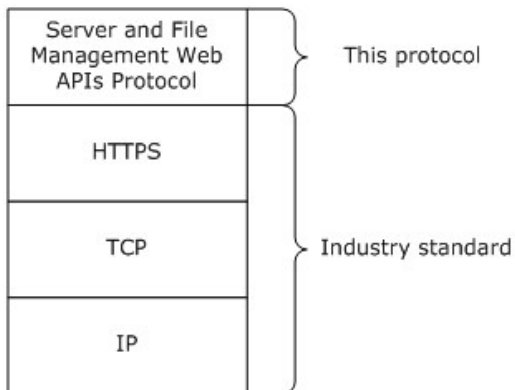 Server and File
Management Web
APIs Protocol
This protocol
HTTPS
TCP
Industry standard
IP